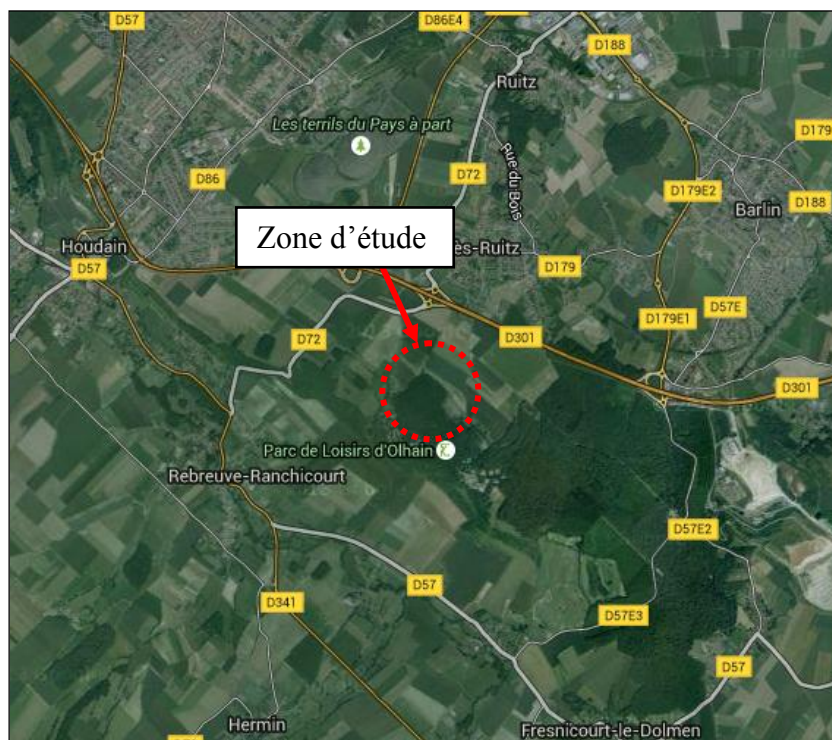 D57
D86E4
D188
Ruitz
Les terrils du Pays à part
D179
D86
D72
Rue du Bois
D179E2
D188
Barlin
Zone d'étude
Houdain
ès-Ruitz
D57
D179
D57E
D179E1
D72
D301
D301
Parc de Loisirs d'Olhain
Rebreuve-Ranchicourt
D57E2
D57
D341
D57E3
D57
Hermin
Fresnicourt-le-Dolmen